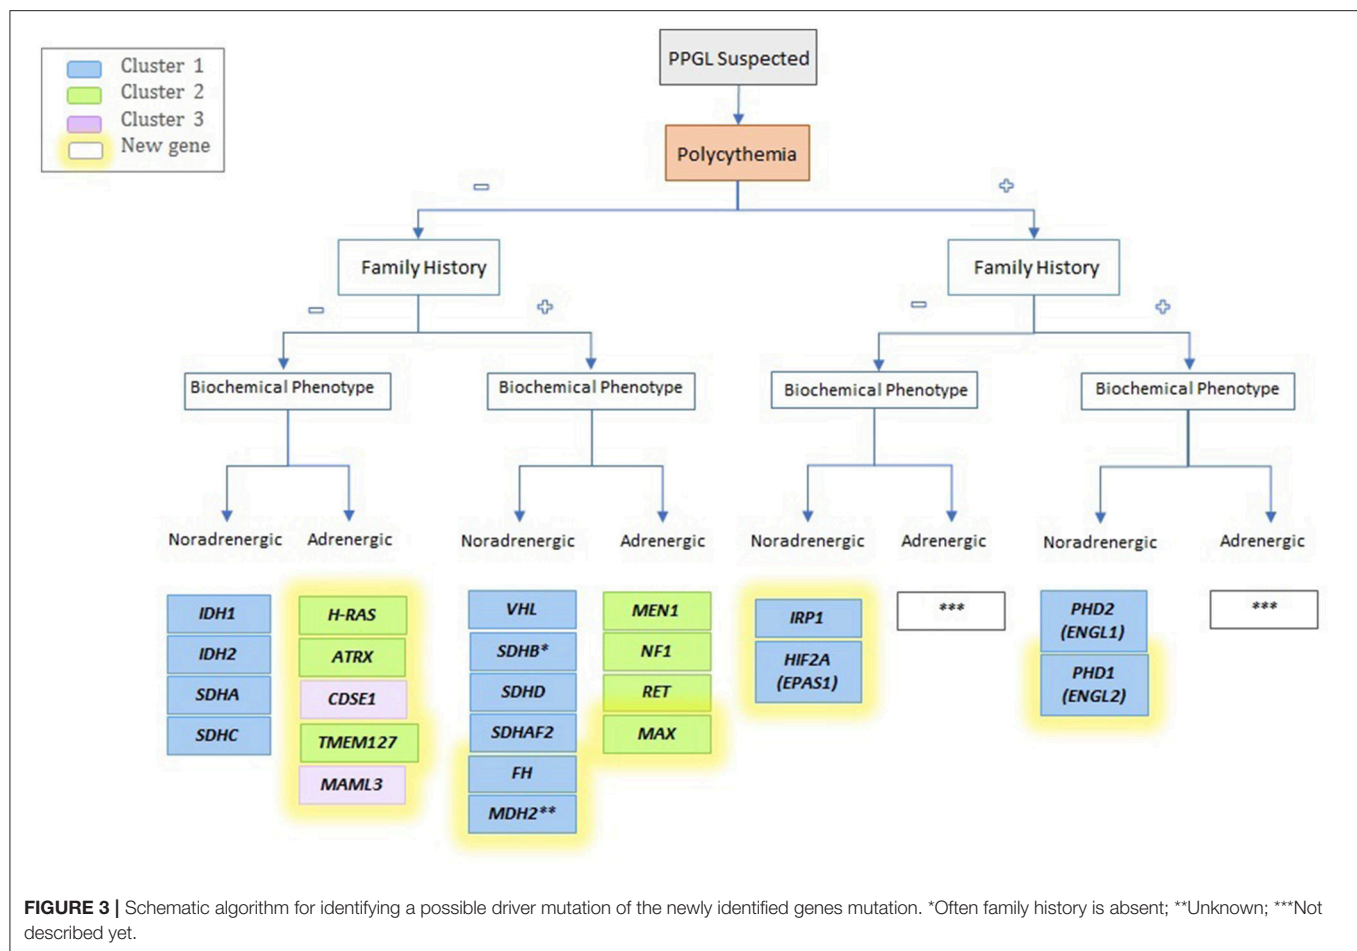 Cluster 1
Cluster 2
Cluster 3
New gene
PPGL Suspected
Polycythemia
Family History
Family History
Biochemical Phenotype
Biochemical Phenotype
Biochemical Phenotype
Biochemical Phenotype
Noradrenergic
Adrenergic
Noradrenergic
Adrenergic
Noradrenergic
Adrenergic
Noradrenergic
Adrenergic
IDH1
IDH2
SDHA
SDHC
H-RAS
ATRX
CDSE1
TMEM127
MAML3
VHL
SDHB*
SDHD
SDHAF2
FH
MDH2**
MEN1
NF1
RET
MAX
IRP1
HIF2A
(EPAS1)
***
PHD2
(ENGL1)
PHD1
(ENGL2)
***
FIGURE 3 | Schematic algorithm for identifying a possible driver mutation of the newly identified genes mutation. *Often family history is absent; **Unknown; ***Not
described yet.